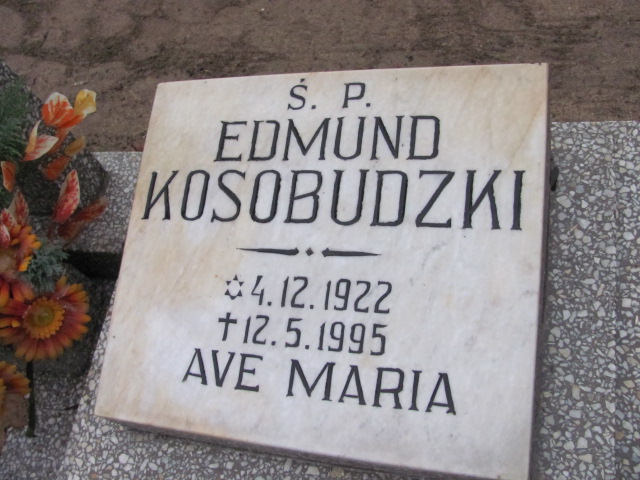 Ś. P.
EDMUND
KOSOBUDZKI
✡4.12.1922
✝12.5.1995
AVE MARIA